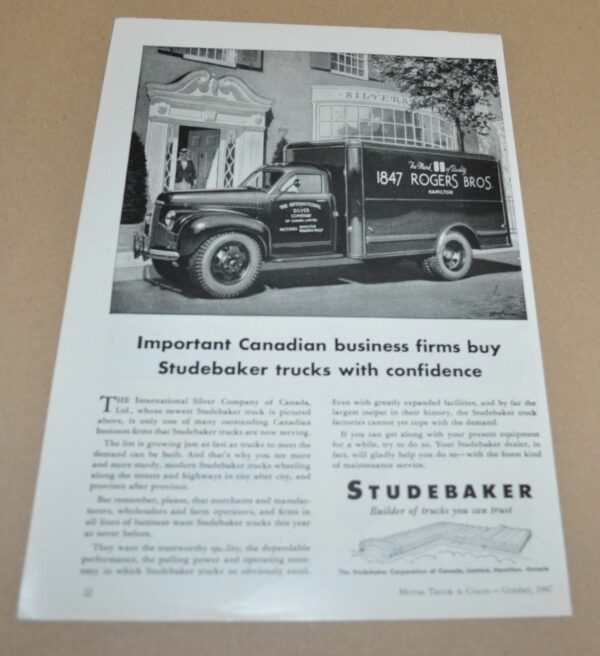 SILVER
The Mark of Quality
1847 ROGERS BROS.
HAMILTON
THE INTERNATIONAL
SILVER
COMPANY
OF CANADA LIMITED
FACTORIES HAMILTON
NIAGARA FALLS
Important Canadian business firms buy
Studebaker trucks with confidence
THE International Silver Company of Canada,
Ltd., whose newest Studebaker truck is pictured
above, is only one of many outstanding Canadian
business firms that Studebaker trucks are now serving.
The list is growing just as fast as trucks to meet the
demand can be built. And that's why you see more
and more sturdy, modern Studebaker trucks wheeling
along the streets and highways in city after city, and
province after province.
But remember, please, that merchants and manufac-
turers, wholesalers and farm operators, and firms in
all lines of business want Studebaker trucks this year
as never before.
They want the trustworthy quality, the dependable
performance, the pulling power and operating econ-
omy in which Studebaker trucks so obviously excel.
Even with greatly expanded facilities, and by far the
largest output in their history, the Studebaker truck
factories cannot yet cope with the demand.
If you can get along with your present equipment
for a while, try to do so. Your Studebaker dealer, in
fact, will gladly help you do so—with the finest kind
of maintenance service.
STUDEBAKER
Builder of trucks you can trust
The Studebaker Corporation of Canada, Limited, Hamilton, Ontario
22
MOTOR TRUCK & COACH—October, 1947